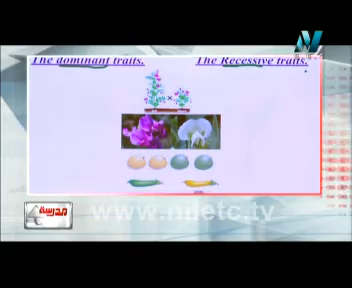 The dominant traits.
The Recessive traits.
x
مدرسة
www.niletc.tv